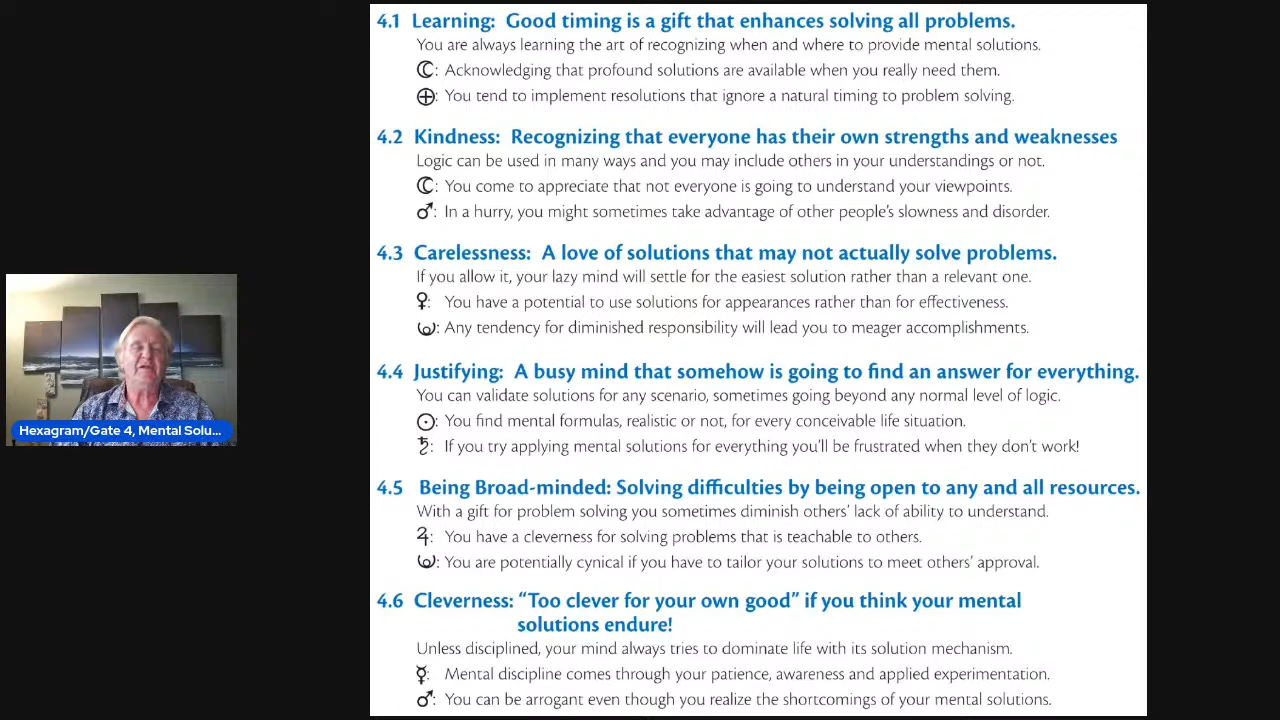 4.1 Learning: Good timing is a gift that enhances solving all problems.
You are always learning the art of recognizing when and where to provide mental solutions.
☾: Acknowledging that profound solutions are available when you really need them.
⊕: You tend to implement resolutions that ignore a natural timing to problem solving.
4.2 Kindness: Recognizing that everyone has their own strengths and weaknesses
Logic can be used in many ways and you may include others in your understandings or not.
☾: You come to appreciate that not everyone is going to understand your viewpoints.
♂: In a hurry, you might sometimes take advantage of other people's slowness and disorder.
4.3 Carelessness: A love of solutions that may not actually solve problems.
If you allow it, your lazy mind will settle for the easiest solution rather than a relevant one.
♀: You have a potential to use solutions for appearances rather than for effectiveness.
: Any tendency for diminished responsibility will lead you to meager accomplishments.
4.4 Justifying: A busy mind that somehow is going to find an answer for everything.
You can validate solutions for any scenario, sometimes going beyond any normal level of logic.
☉: You find mental formulas, realistic or not, for every conceivable life situation.
♄: If you try applying mental solutions for everything you'll be frustrated when they don't work!
4.5 Being Broad-minded: Solving difficulties by being open to any and all resources.
With a gift for problem solving you sometimes diminish others' lack of ability to understand.
♃: You have a cleverness for solving problems that is teachable to others.
: You are potentially cynical if you have to tailor your solutions to meet others' approval.
4.6 Cleverness: "Too clever for your own good" if you think your mental
solutions endure!
Unless disciplined, your mind always tries to dominate life with its solution mechanism.
☿: Mental discipline comes through your patience, awareness and applied experimentation.
♂: You can be arrogant even though you realize the shortcomings of your mental solutions.
Hexagram/Gate 4, Mental Solu...